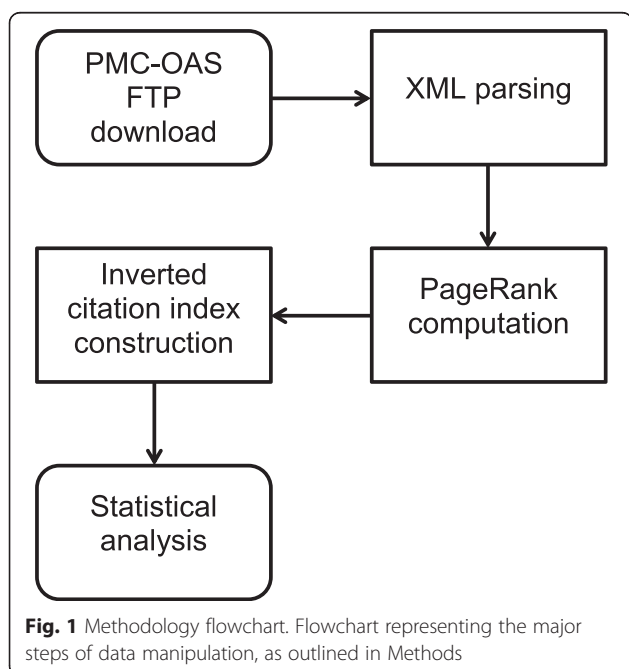 PMC-OAS
FTP
download
XML parsing
PageRank
computation
Inverted
citation index
construction
Statistical
analysis
Fig. 1 Methodology flowchart. Flowchart representing the major
steps of data manipulation, as outlined in Methods